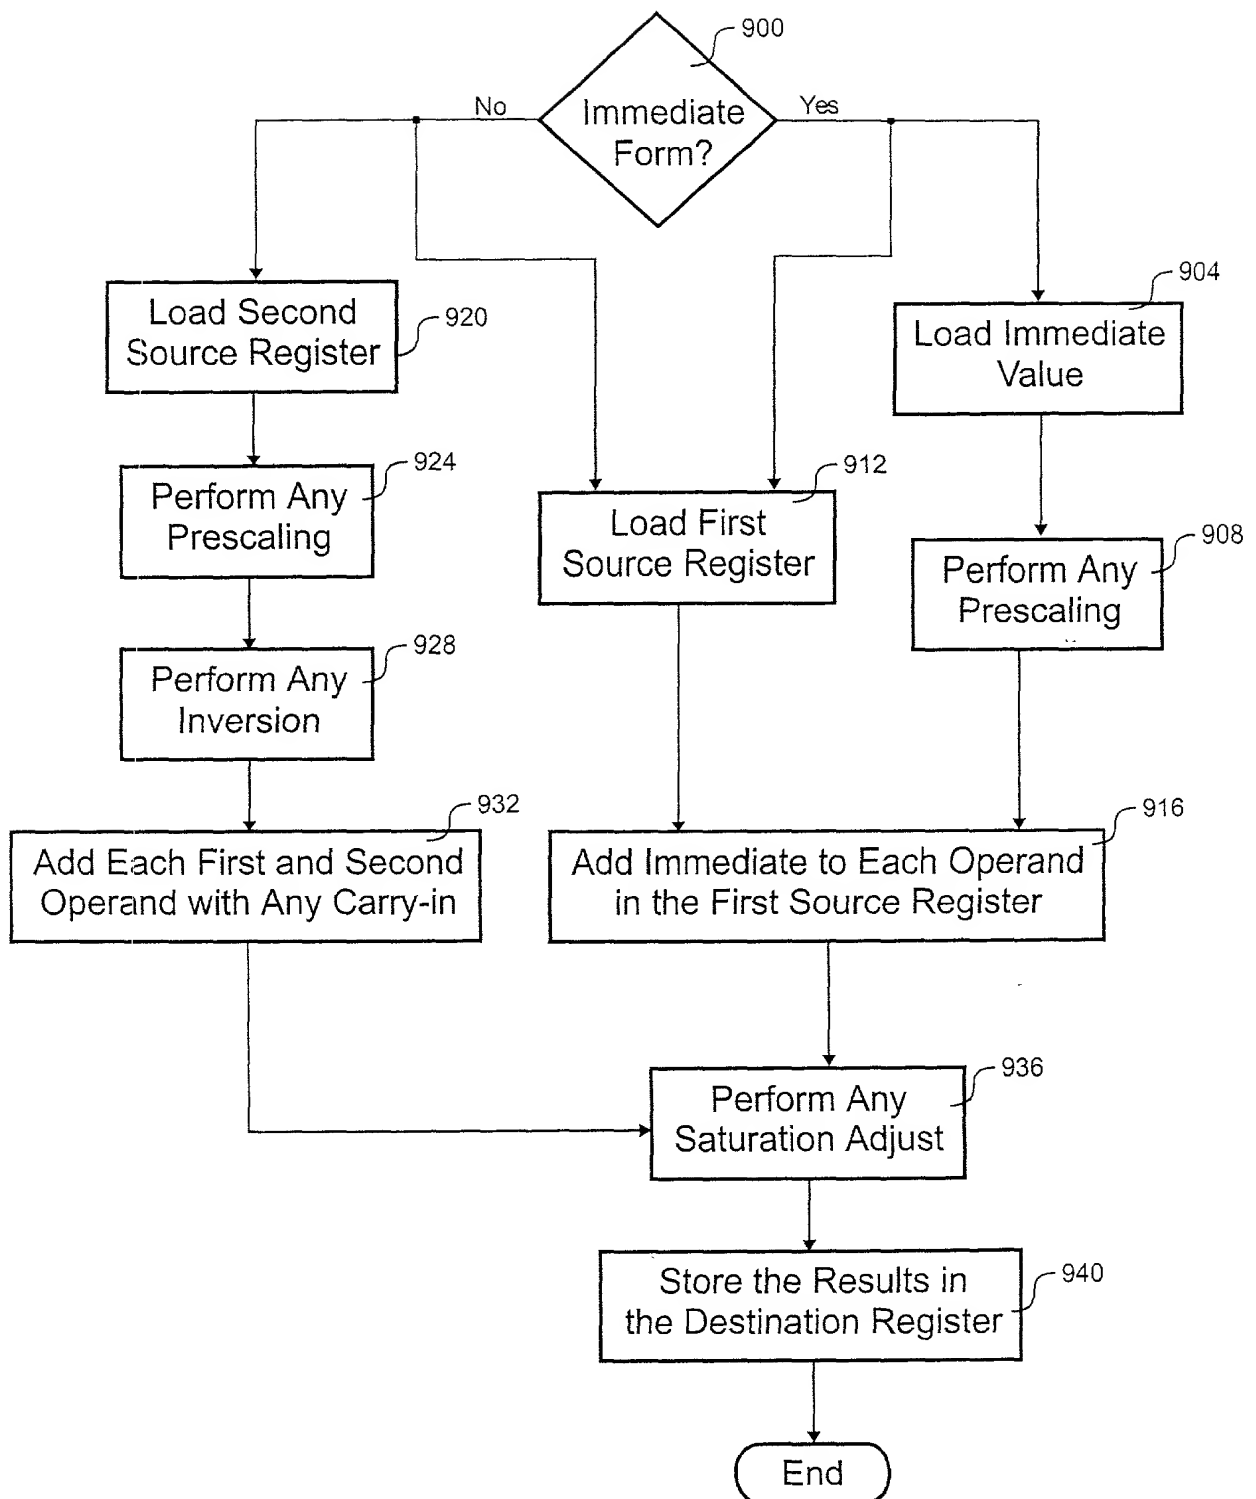 900
Immediate
Form?
No
Yes
904
Load Immediate
Value
Load Second
Source Register
920
912
Load First
Source Register
924
Perform Any
Prescaling
908
Perform Any
Prescaling
928
Perform Any
Inversion
932
Add Each First and Second
Operand with Any Carry-in
916
Add Immediate to Each Operand
in the First Source Register
936
Perform Any
Saturation Adjust
940
Store the Results in
the Destination Register
End